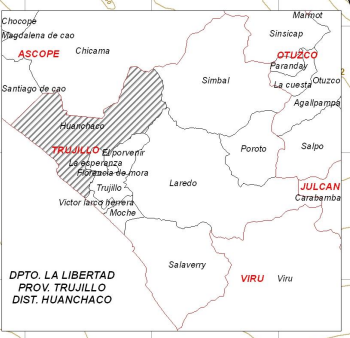 Chocope
Marmot
Magdalena de cao
Sinsicap
ASCOPE
Chicama
OTUZCO
Paranday
Simbal
Otuzco
La cuesta
Santiago de cao
Agallpampa
Huanchaco
TRUJILLO
El porvenir
Poroto
Salpo
La esperanza
Florencia de mora
Trujillo
Laredo
JULCAN
Carabamba
Victor larco herrera
Moche
Salaverry
VIRU
Viru
DPTO. LA LIBERTAD
PROV. TRUJILLO
DIST. HUANCHACO